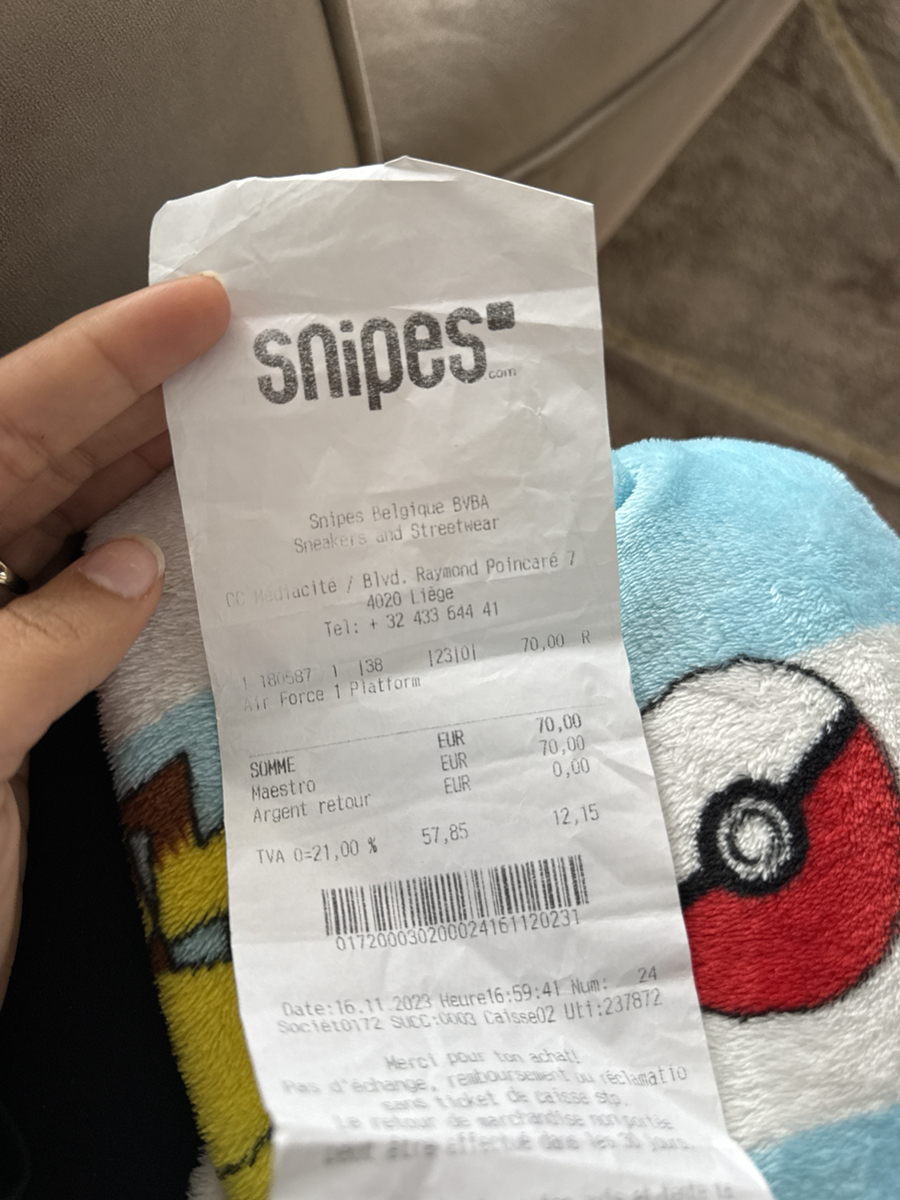 snipes
.com
Snipes Belgique BVBA
Sneakers and Streetwear
CC Médiacité / Blvd. Raymond Poincaré 7
4020 Liège
Tel: + 32 433 644 41
1 180587 1 |38 |23|0| 70,00 R
Air Force 1 Platform
EUR 70,00
SOMME EUR 70,00
Maestro EUR 0,00
Argent retour
TVA 0=21,00 % 57,85 12,15
017200030200024161120231
Date:16.11.2023 Heure16:59:41 Num: 24
Societ0172 SUCC:0003 Caisse02 Uti:237872
Merci pour ton achat!
Pas d'échange, remboursement ou réclamatio
sans ticket de caisse stp.
Le retour de marchandise non portée
peut être effectué dans les 30 jours.